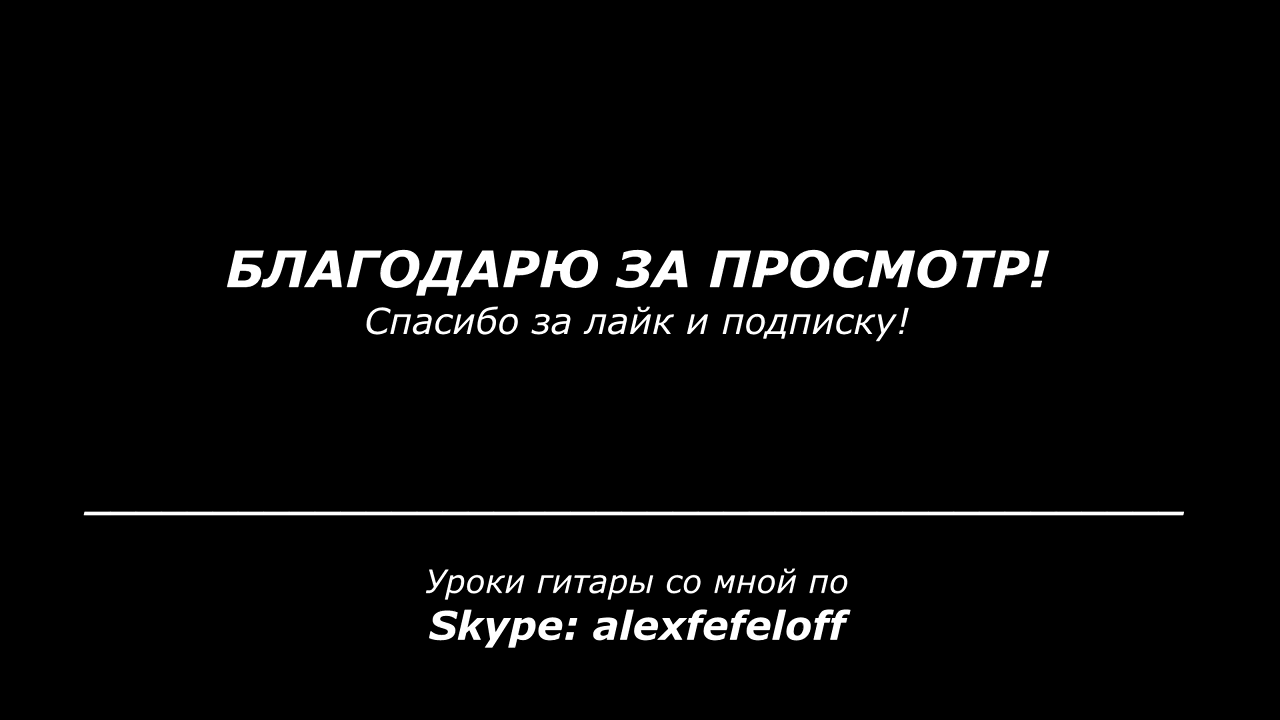 БЛАГОДАРЮ ЗА ПРОСМОТР!
Спасибо за лайк и подписку!
Уроки гитары со мной по
Skype: alexfefeloff